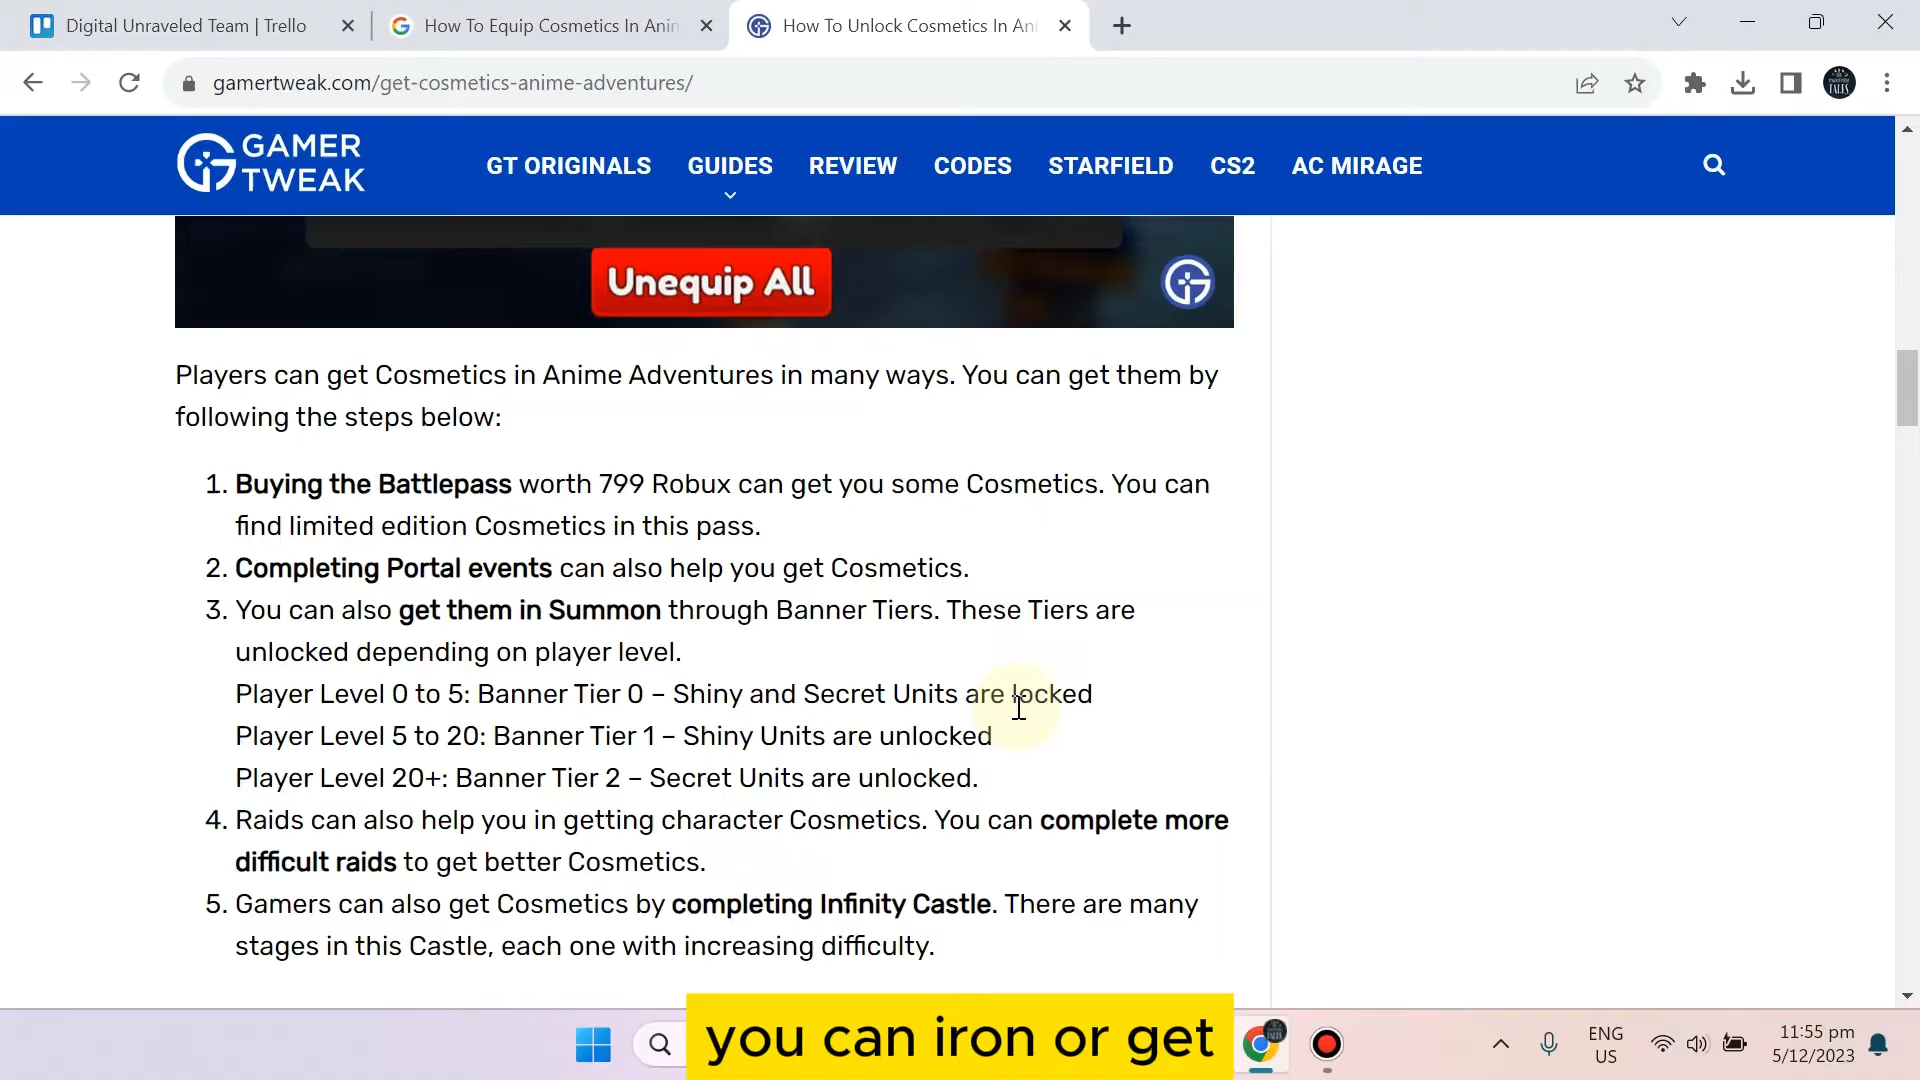 Digital Unraveled Team | Trello
How To Equip Cosmetics In Anim
How To Unlock Cosmetics In Ani
gamertweak.com/get-cosmetics-anime-adventures/
GAMER
TWEAK
GT ORIGINALS GUIDES REVIEW CODES STARFIELD CS2 AC MIRAGE
Unequip All
Players can get Cosmetics in Anime Adventures in many ways. You can get them by
following the steps below:
1. Buying the Battlepass worth 799 Robux can get you some Cosmetics. You can
find limited edition Cosmetics in this pass.
2. Completing Portal events can also help you get Cosmetics.
3. You can also get them in Summon through Banner Tiers. These Tiers are
unlocked depending on player level.
Player Level 0 to 5: Banner Tier 0 – Shiny and Secret Units are locked
Player Level 5 to 20: Banner Tier 1 – Shiny Units are unlocked
Player Level 20+: Banner Tier 2 – Secret Units are unlocked.
4. Raids can also help you in getting character Cosmetics. You can complete more
difficult raids to get better Cosmetics.
5. Gamers can also get Cosmetics by completing Infinity Castle. There are many
stages in this Castle, each one with increasing difficulty.
you can iron or get
ENG
US
11:55 pm
5/12/2023